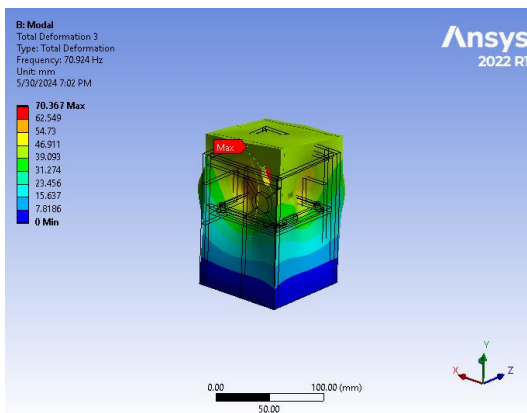 B: Modal
Total Deformation 3
Type: Total Deformation
Frequency: 70.924 Hz
Unit: mm
5/30/2024 7:02 PM
70.367 Max
62.549
54.73
46.911
39.093
31.274
23.456
15.637
7.8186
0 Min
Ansys
2022 R1
Max
Y
X
Z
0.00
100.00 (mm)
50.00